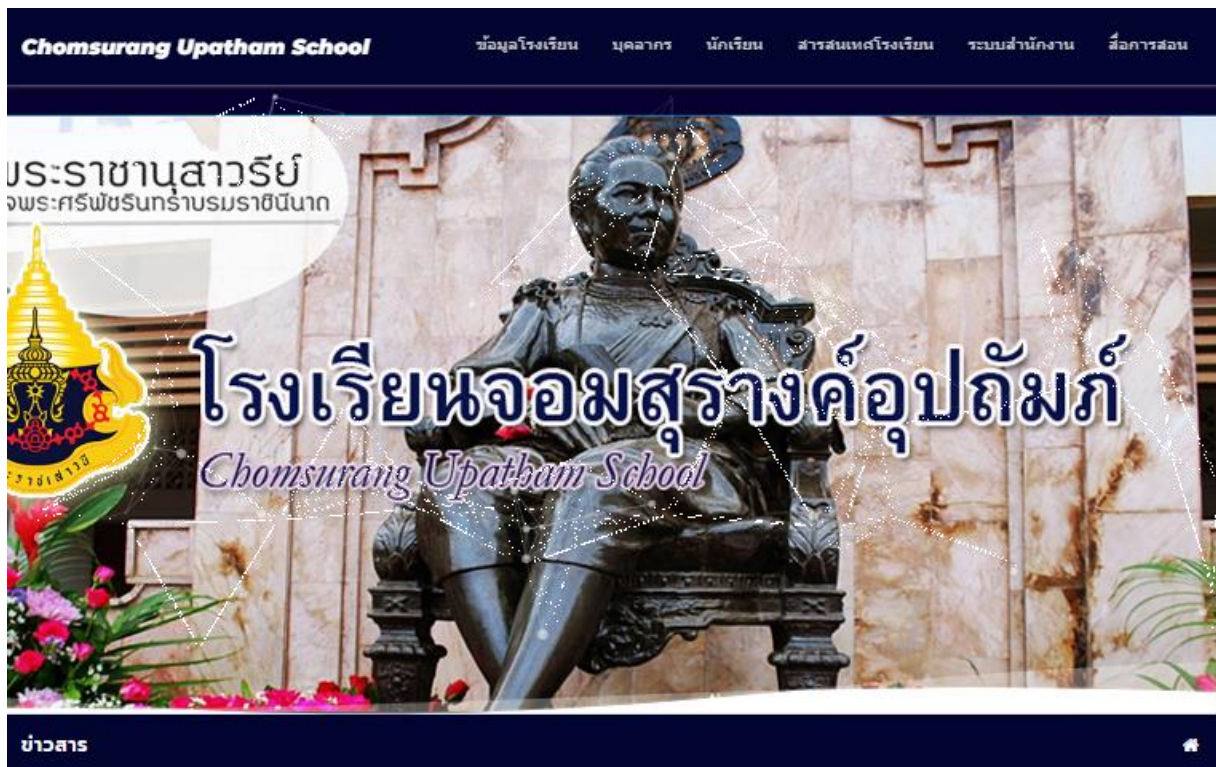 Chomsurang Upatham School
ข้อมูลโรงเรียน บุคลากร นักเรียน สารสนเทศโรงเรียน ระบบสำนักงาน สื่อการสอน
พระราชานุสาวรีย์
จพระศรีพัชรินทราบรมราชินีนาถ
โรงเรียนจอมสุรางค์อุปถัมภ์
Chomsurang Upatham School
ข่าวสาร